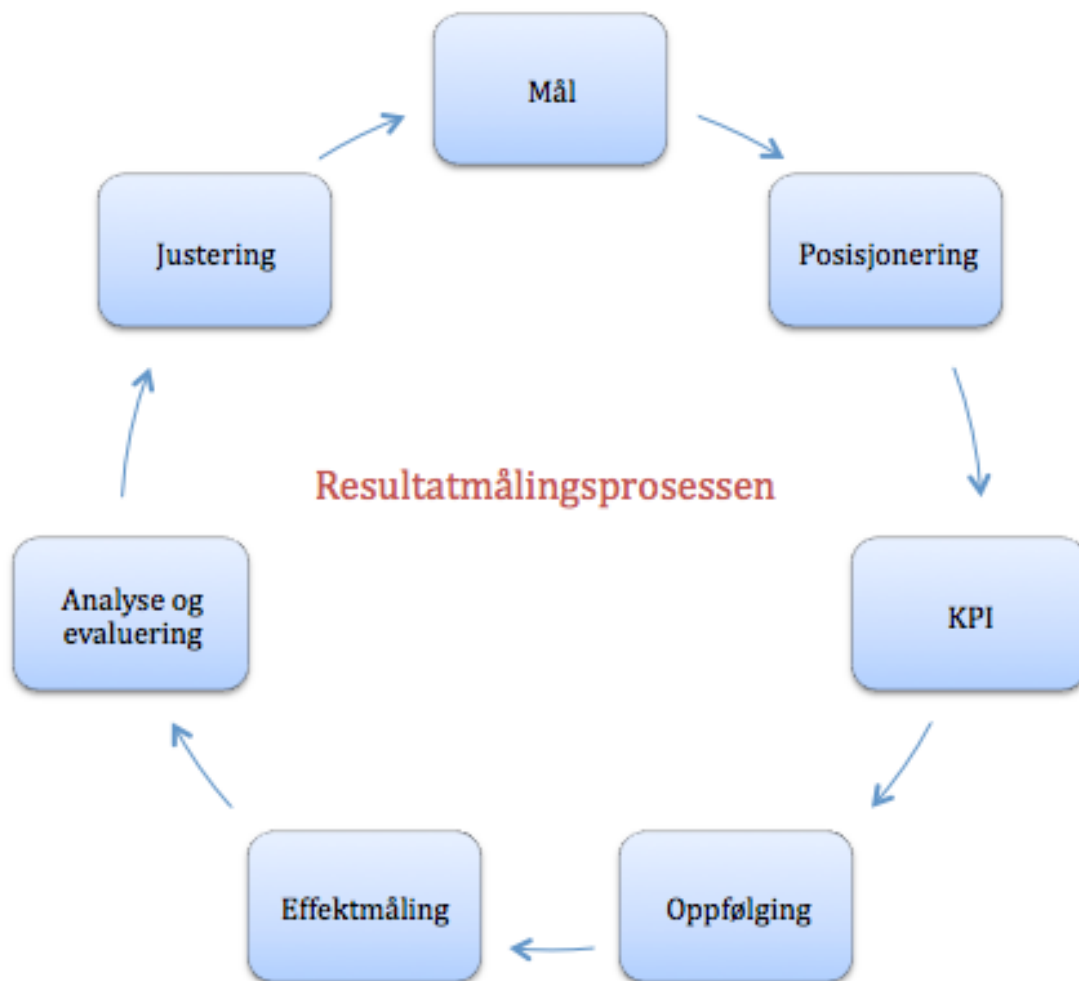 Mål
Posisjonering
KPI
Oppfølging
Effektmåling
Analyse og
evaluering
Justering
Resultatmålingsprosessen